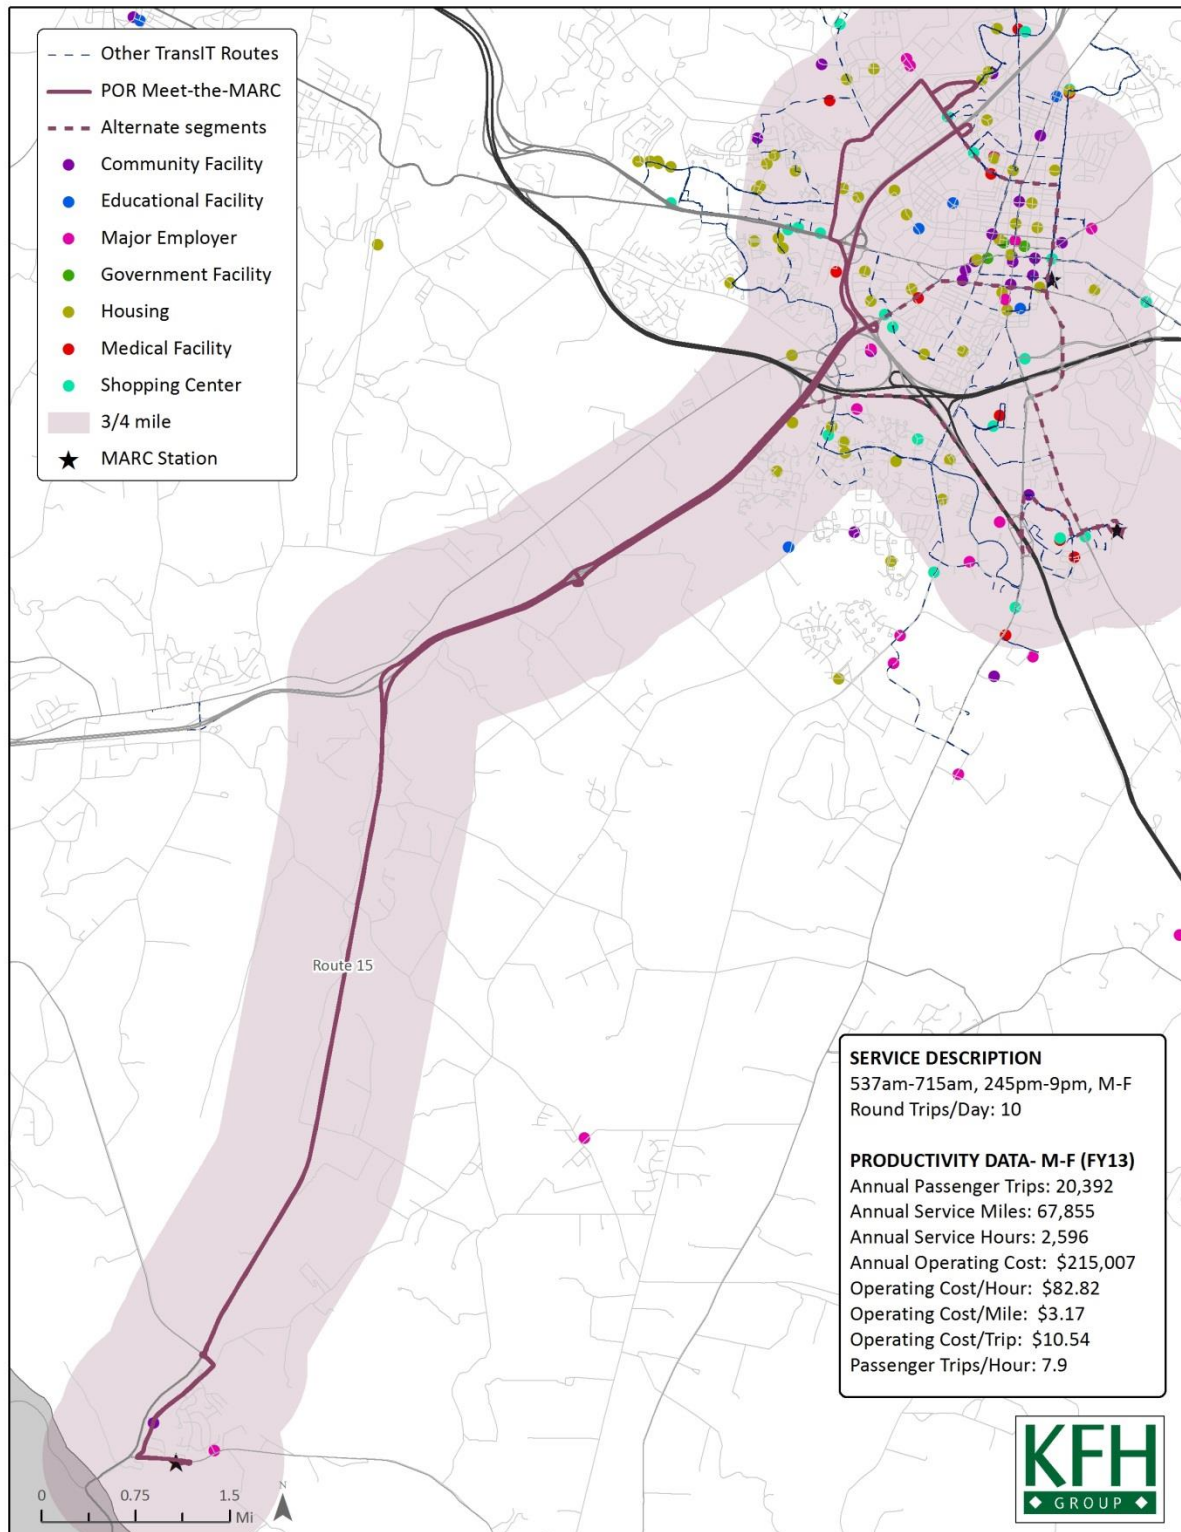 Other TransIT Routes
POR Meet-the-MARC
Alternate segments
Community Facility
Educational Facility
Major Employer
Government Facility
Housing
Medical Facility
Shopping Center
3/4 mile
MARC Station
Route 15
SERVICE DESCRIPTION
537am-715am, 245pm-9pm, M-F
Round Trips/Day: 10
PRODUCTIVITY DATA- M-F (FY13)
Annual Passenger Trips: 20,392
Annual Service Miles: 67,855
Annual Service Hours: 2,596
Annual Operating Cost: $215,007
Operating Cost/Hour: $82.82
Operating Cost/Mile: $3.17
Operating Cost/Trip: $10.54
Passenger Trips/Hour: 7.9
0 0.75 1.5
Mi
N
KFH
GROUP